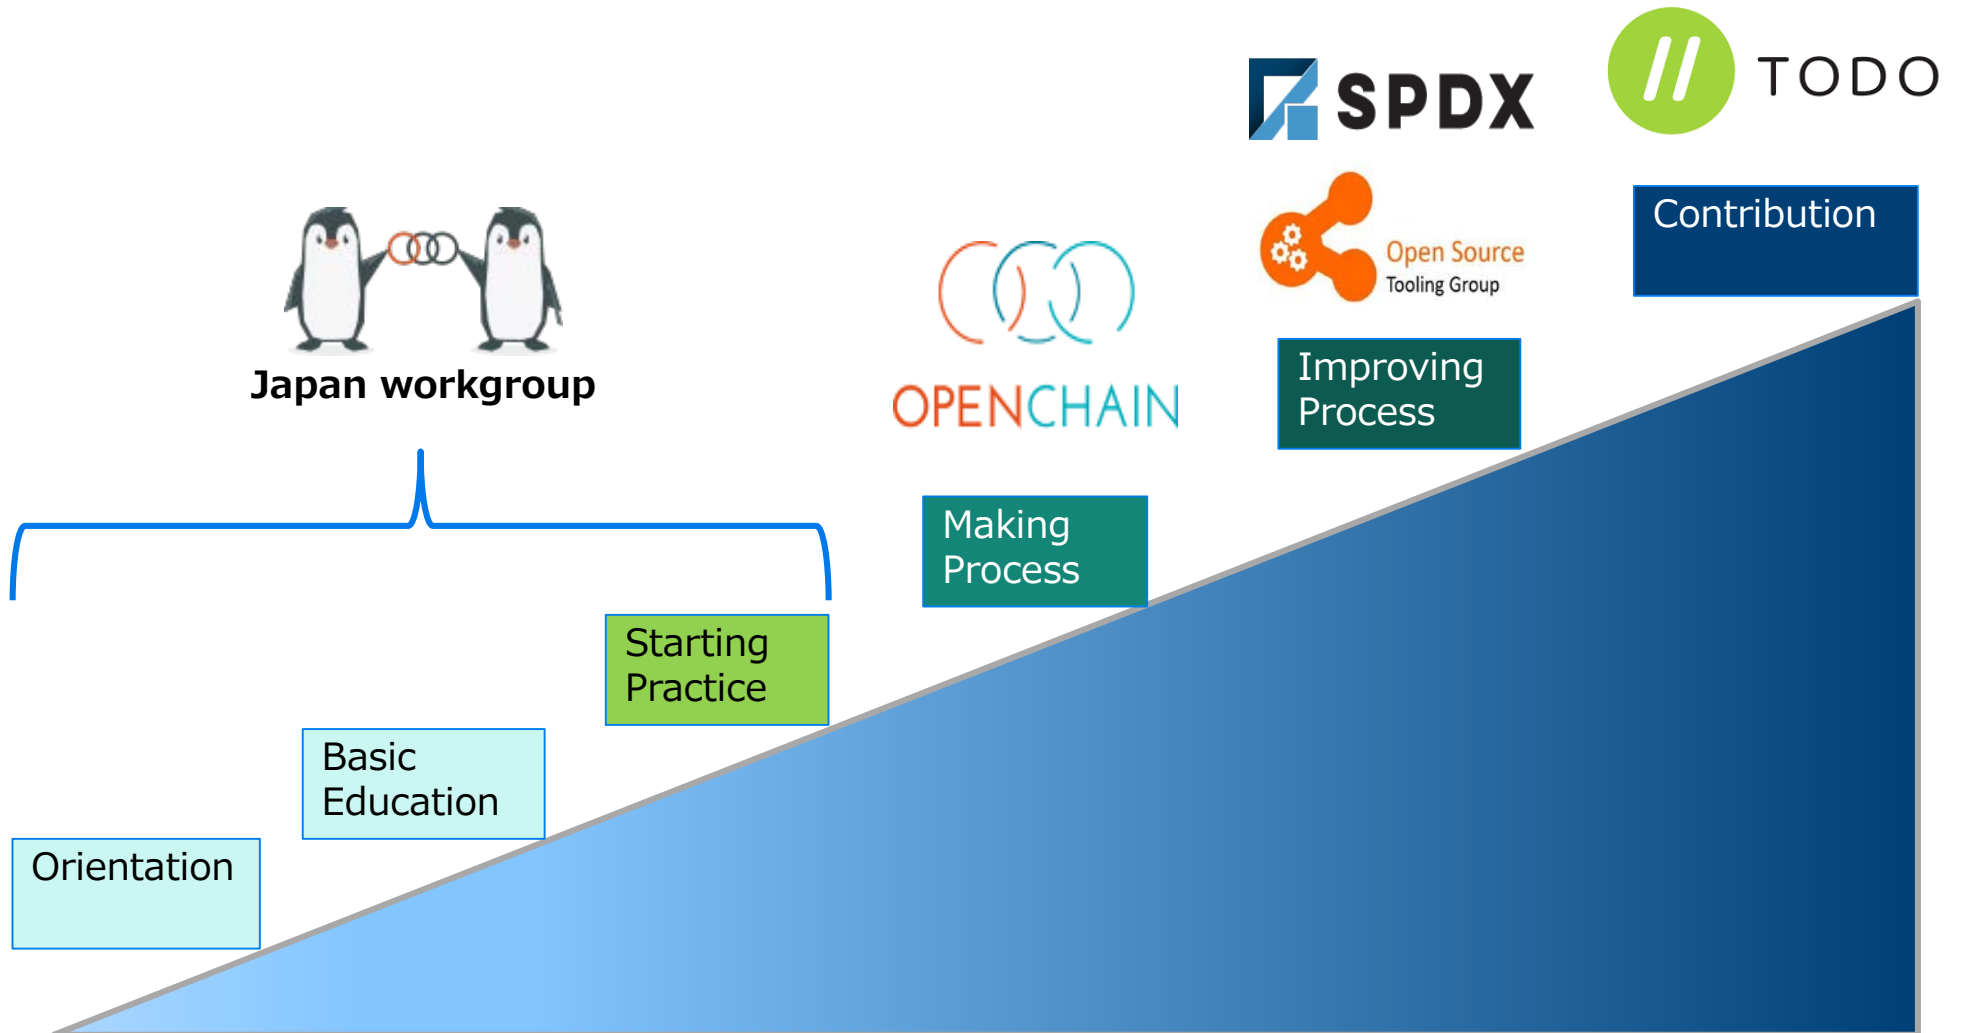 TODO
SPDX
Open Source
Tooling Group
Contribution
Japan workgroup
OPENCHAIN
Improving
Process
Making
Process
Starting
Practice
Basic
Education
Orientation